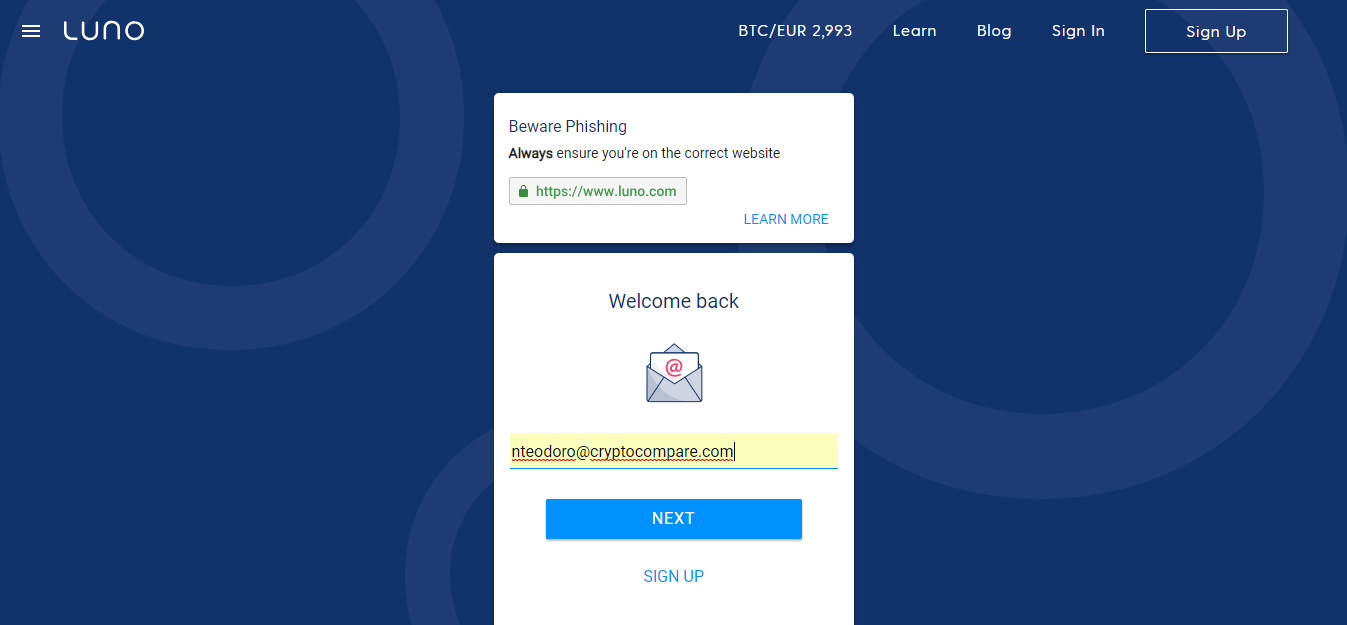 LUNO
BTC/EUR 2,993 Learn Blog Sign In Sign Up
Beware Phishing
Always ensure you're on the correct website
https://www.luno.com
LEARN MORE
Welcome back
@
nteodoro@cryptocompare.com
NEXT
SIGN UP